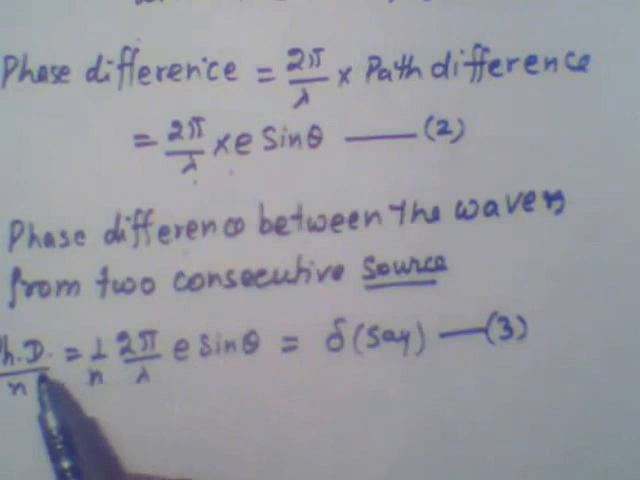 Phase difference = 2π/λ × Path difference
= 2π/λ × e Sinθ —— (2)
Phase difference between the waves
from two consecutive source
Ph.D./n = 1/n 2π/λ e sinθ = δ (say) —(3)